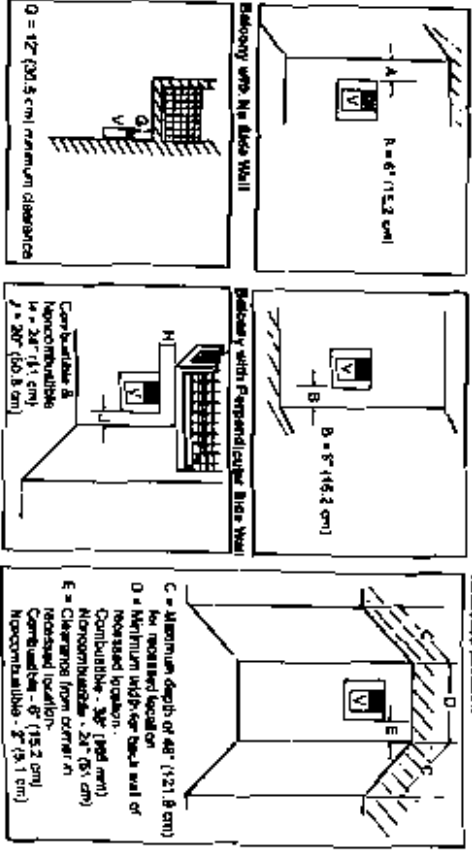 A
V
A = 6" (15.2 cm)
V
B
B = 6" (15.2 cm)
C
D
C
V
E
C = Maximum depth of 48" (121.9 cm)
for recessed location
D = Minimum width for back wall of
recessed location -
Combustible - 38" (965 mm)
Noncombustible - 24" (61 cm)
E = Clearance from corner in
recessed location-
Combustible - 6" (15.2 cm)
Noncombustible - 2" (5.1 cm)
Balcony with No Side Wall
G
V
G = 12" (30.5 cm) minimum clearance
Balcony with Perpendicular Side Wall
H
V
J
Combustible &
Noncombustible
H = 24" (61 cm)
J = 20" (50.8 cm)